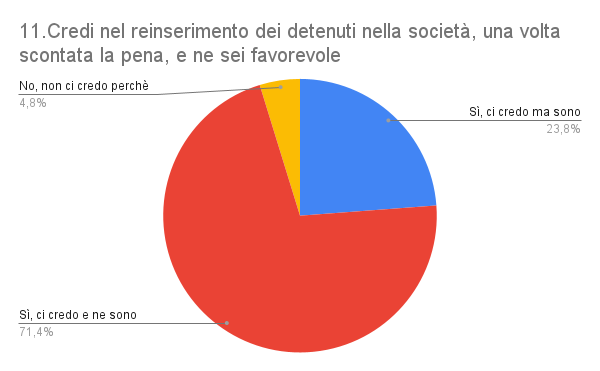 11.Credi nel reinserimento dei detenuti nella società, una volta
scontata la pena, e ne sei favorevole
No, non ci credo perchè
4,8%
Sì, ci credo ma sono
23,8%
Sì, ci credo e ne sono
71,4%